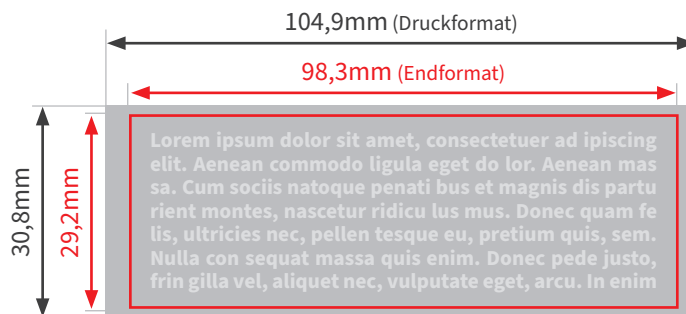 104,9mm (Druckformat)
98,3mm (Endformat)
30,8mm
29,2mm
Lorem ipsum dolor sit amet, consectetuer ad ipiscing
elit. Aenean commodo ligula eget do lor. Aenean mas
sa. Cum sociis natoque penati bus et magnis dis partu
rient montes, nascetur ridicu lus mus. Donec quam fe
lis, ultricies nec, pellen tesque eu, pretium quis, sem.
Nulla con sequat massa quis enim. Donec pede justo,
frin gilla vel, aliquet nec, vulputate eget, arcu. In enim